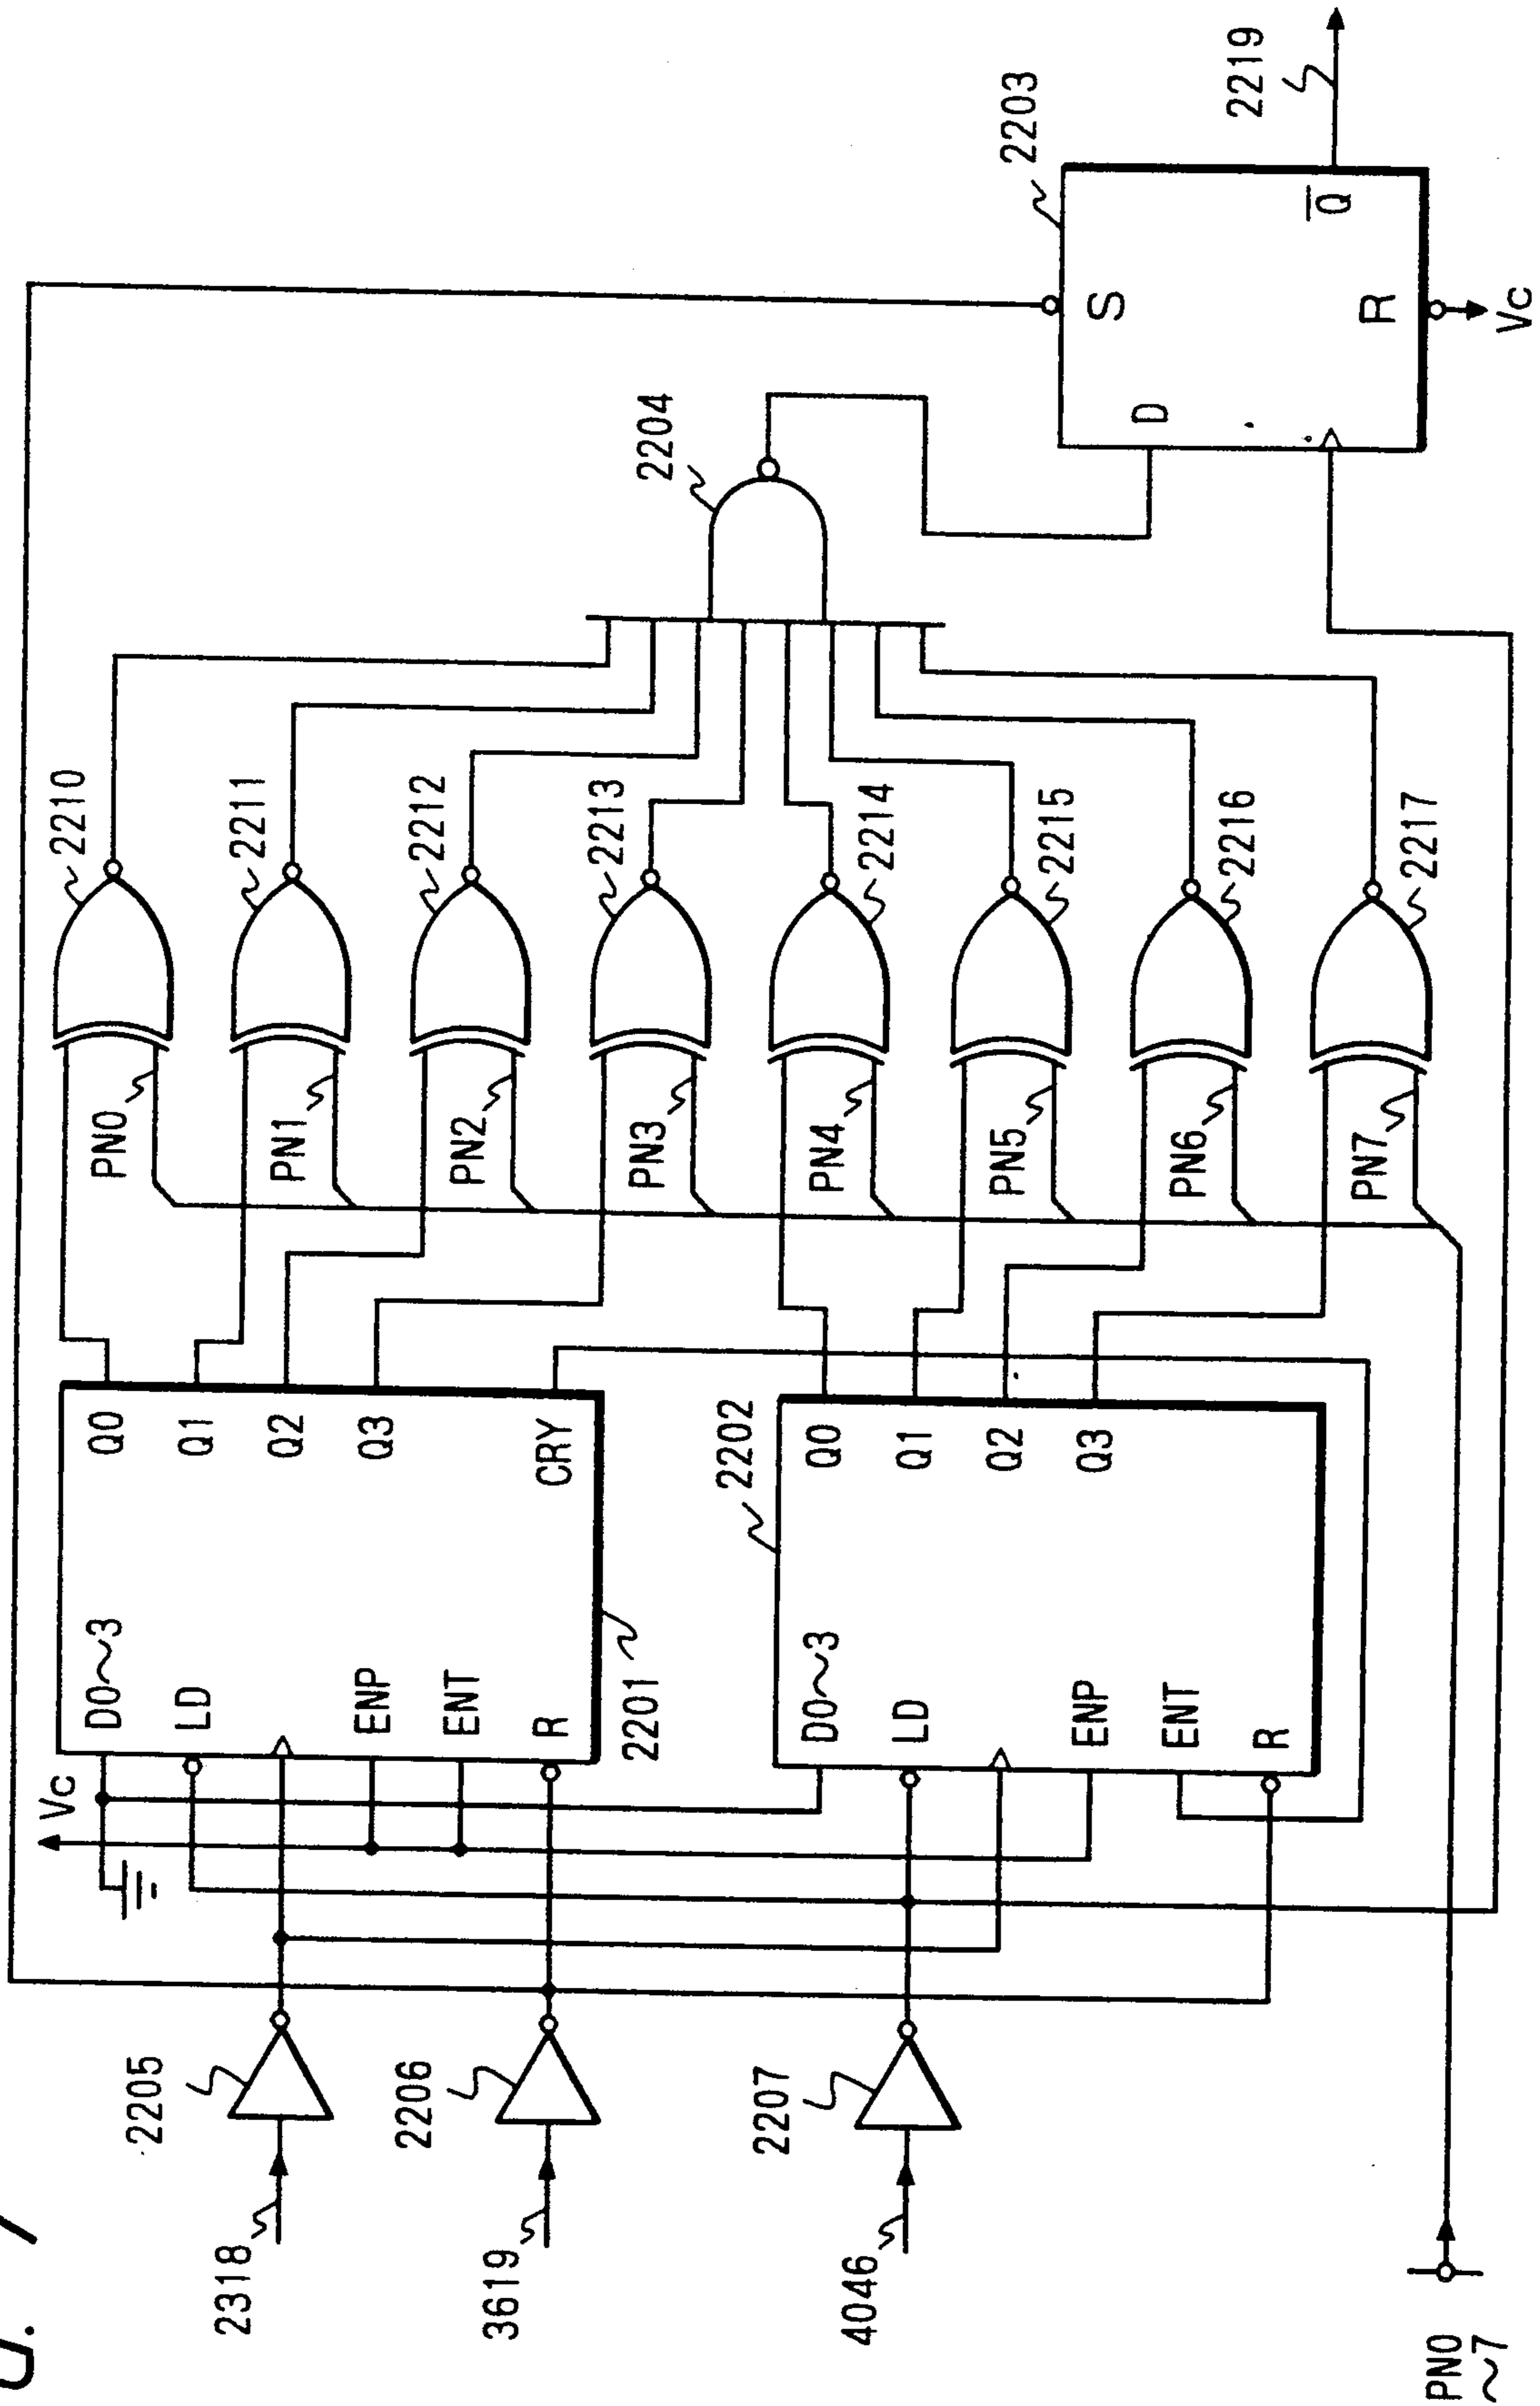 2318
2205
3619
2206
4046
2207
PN0
~7
Vc
D0~3
LD
ENP
ENT
R
Q0
Q1
Q2
Q3
CRY
2201
2202
D0~3
LD
ENP
ENT
R
Q0
Q1
Q2
Q3
PN0
PN1
PN2
PN3
PN4
PN5
PN6
PN7
2210
2211
2212
2213
2214
2215
2216
2217
2204
2203
S
D
R
Q
Vc
2219